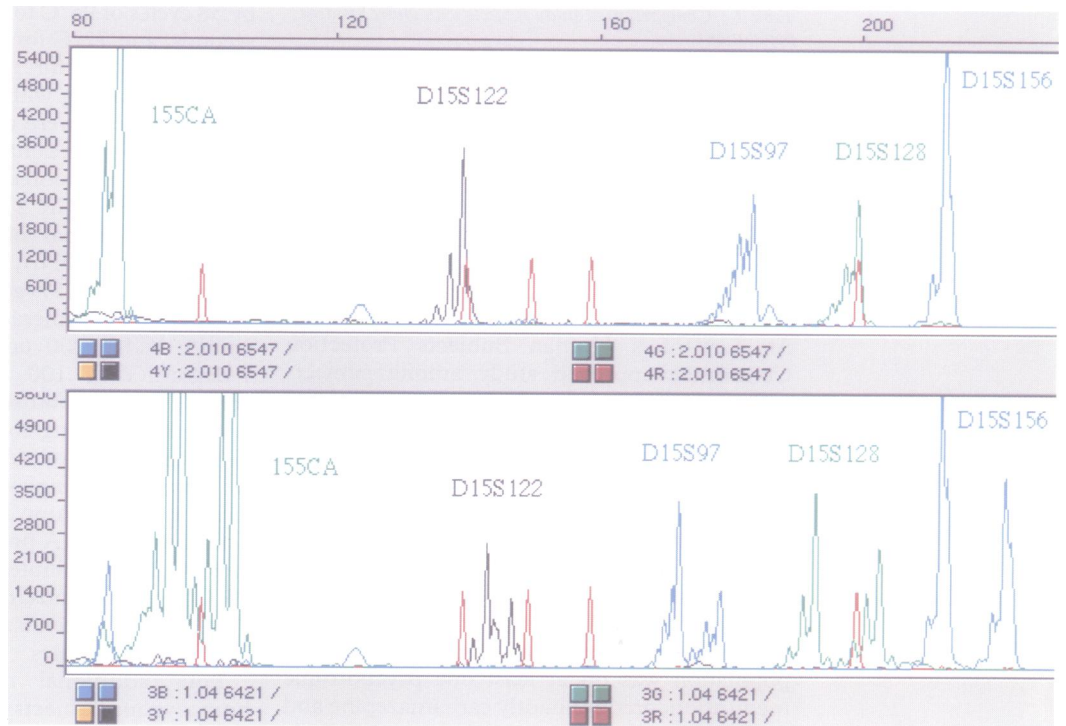 80 120 160 200
5400
4800
4200
3600
3000
2400
1800
1200
600
0
155CA
D15S122
D15S97
D15S128
D15S156
4B : 2.010 6547 /
4G : 2.010 6547 /
4Y : 2.010 6547 /
4R : 2.010 6547 /
5600
4900
4200
3500
2800
2100
1400
700
0
155CA
D15S122
D15S97
D15S128
D15S156
3B : 1.04 6421 /
3G : 1.04 6421 /
3Y : 1.04 6421 /
3R : 1.04 6421 /